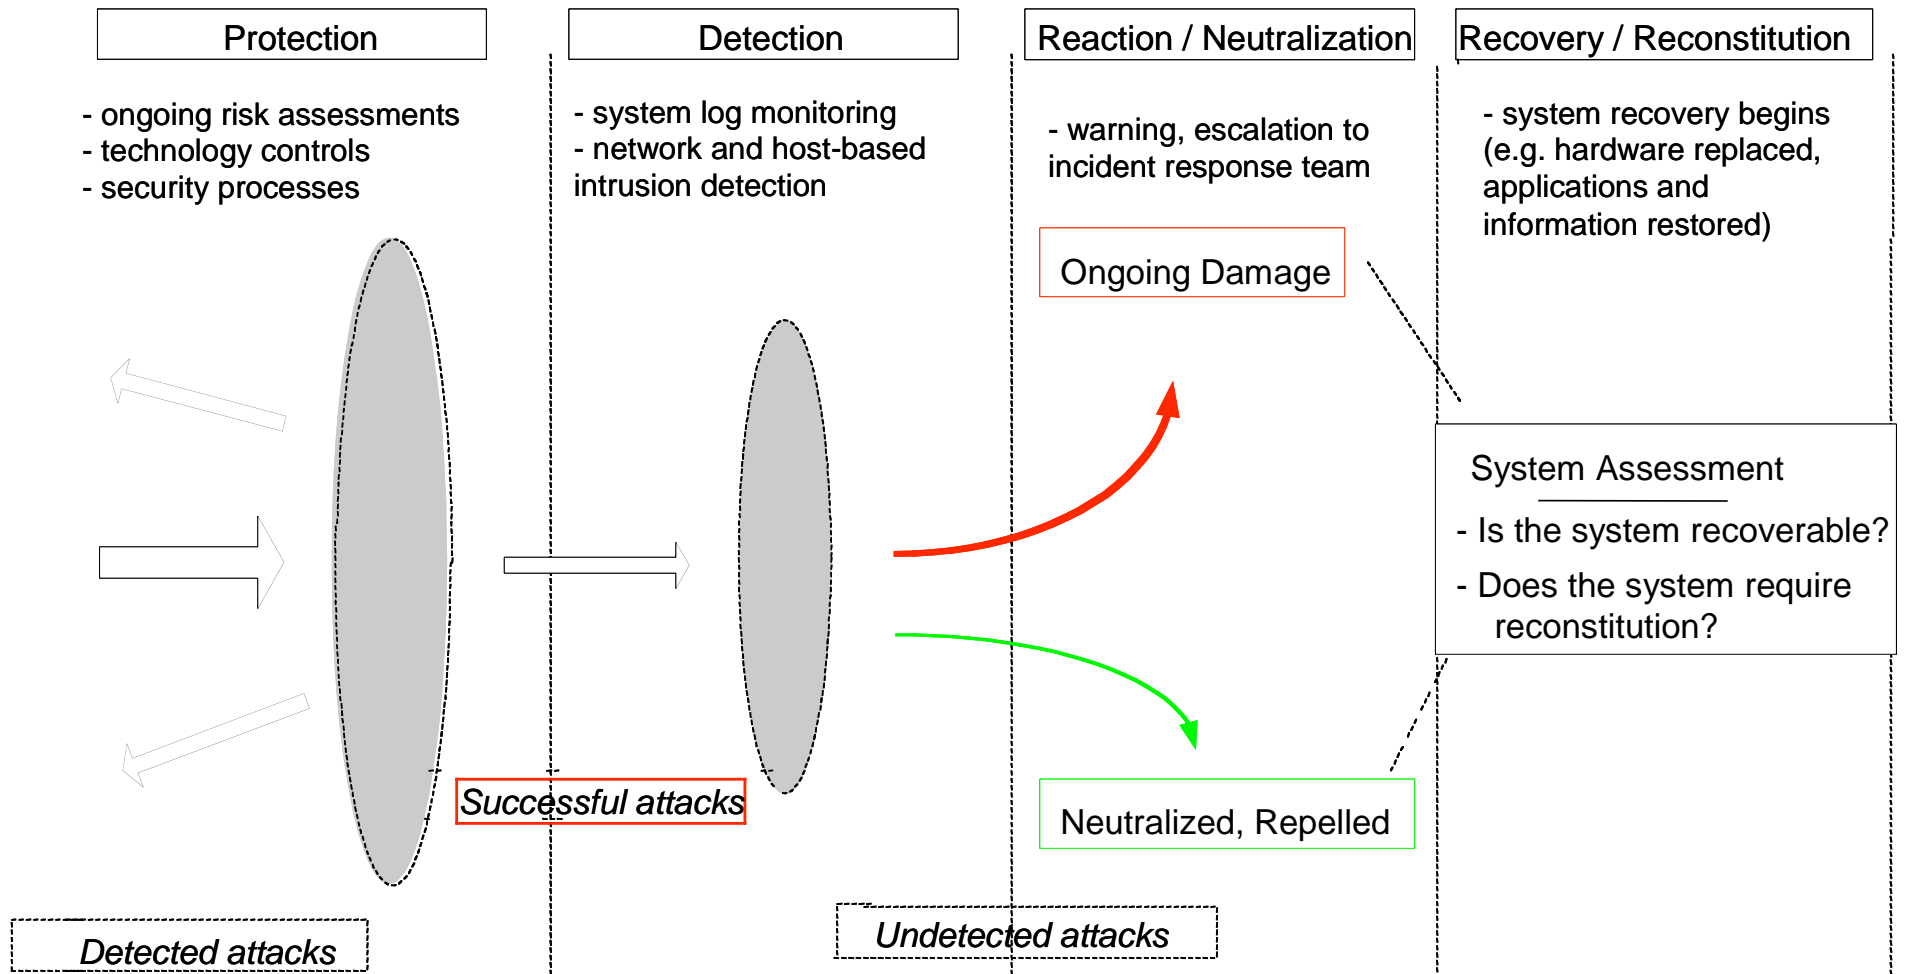 Protection
- ongoing risk assessments
- technology controls
- security processes
Detection
- system log monitoring
- network and host-based
intrusion detection
Reaction / Neutralization
- warning, escalation to
incident response team
Recovery / Reconstitution
- system recovery begins
(e.g. hardware replaced,
applications and
information restored)
Ongoing Damage
System Assessment
- Is the system recoverable?
- Does the system require
reconstitution?
Successful attacks
Neutralized, Repelled
Detected attacks
Undetected attacks